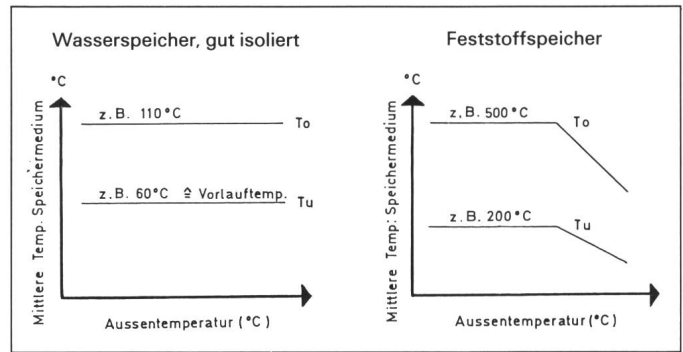 Wasserspeicher, gut isoliert
°C
Mittlere Temp. Speichermedium
z.B. 110°C
To
z.B. 60°C ≙ Vorlauftemp.
Tu
Aussentemperatur (°C)
Feststoffspeicher
°C
Mittlere Temp: Speichermedium
z.B. 500°C
To
z.B. 200°C
Tu
Aussentemperatur (°C)